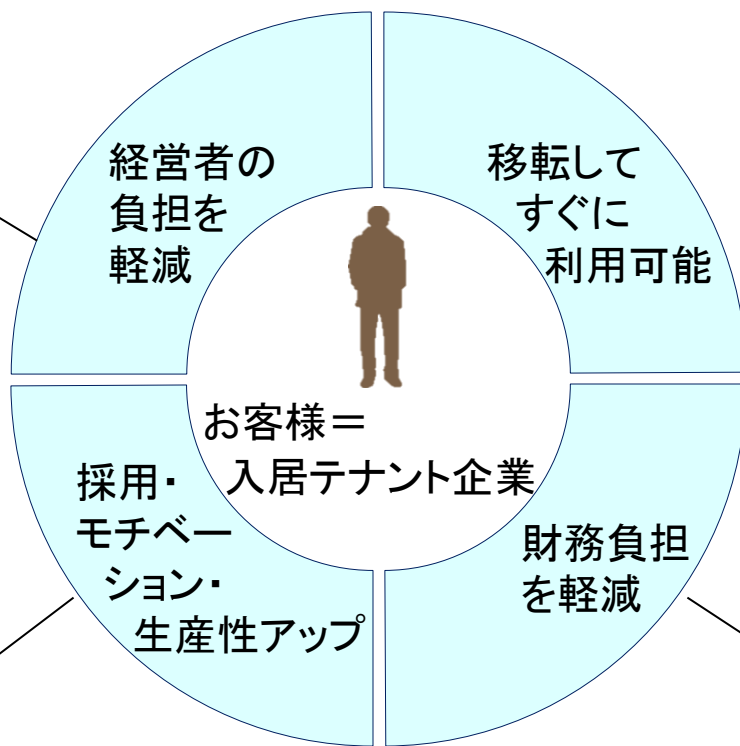 経営者の
負担を
軽減
移転して
すぐに
利用可能
お客様＝
入居テナント企業
採用・
モチベー
ション・
生産性アップ
財務負担
を軽減